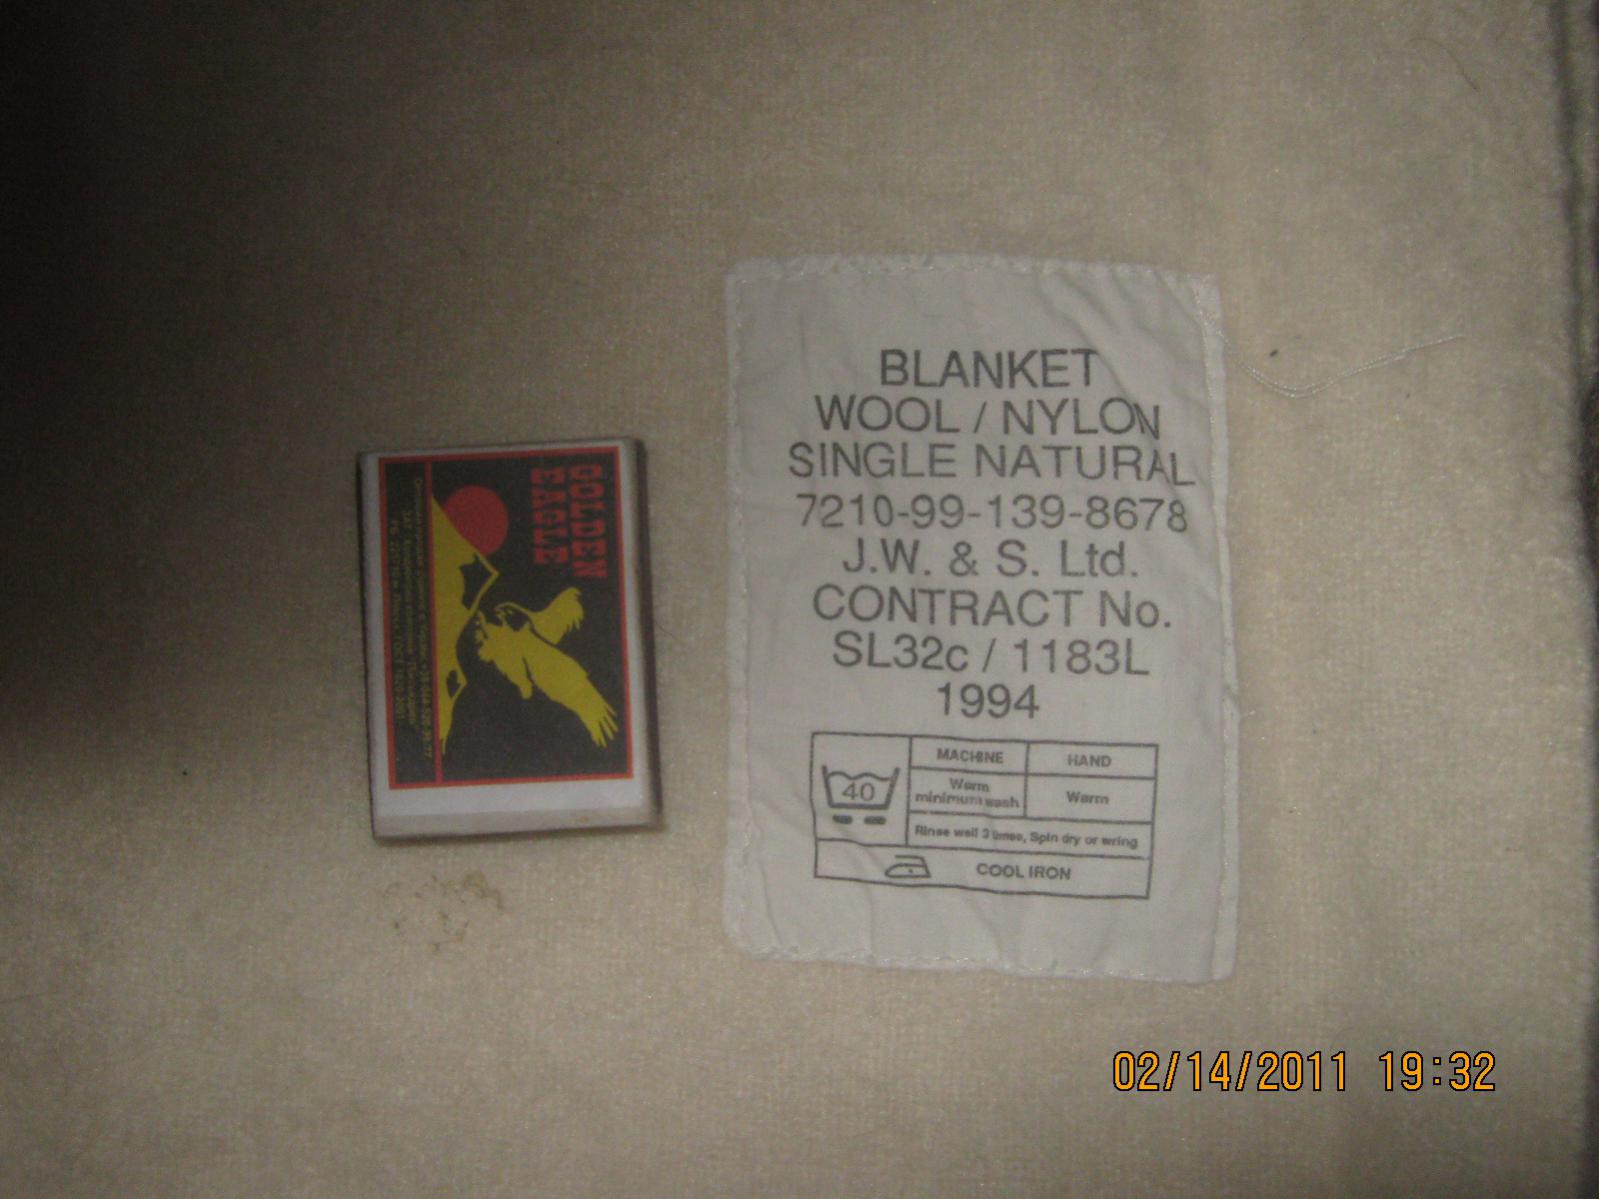 GOLDEN
EAGLE
BLANKET
WOOL / NYLON
SINGLE NATURAL
7210-99-139-8678
J.W. & S. Ltd.
CONTRACT No.
SL32c / 1183L
1994
MACHINE
HAND
40
Warm
minimum wash
Warm
Rinse well 3 times, Spin dry or wring
COOL IRON
02/14/2011 19:32